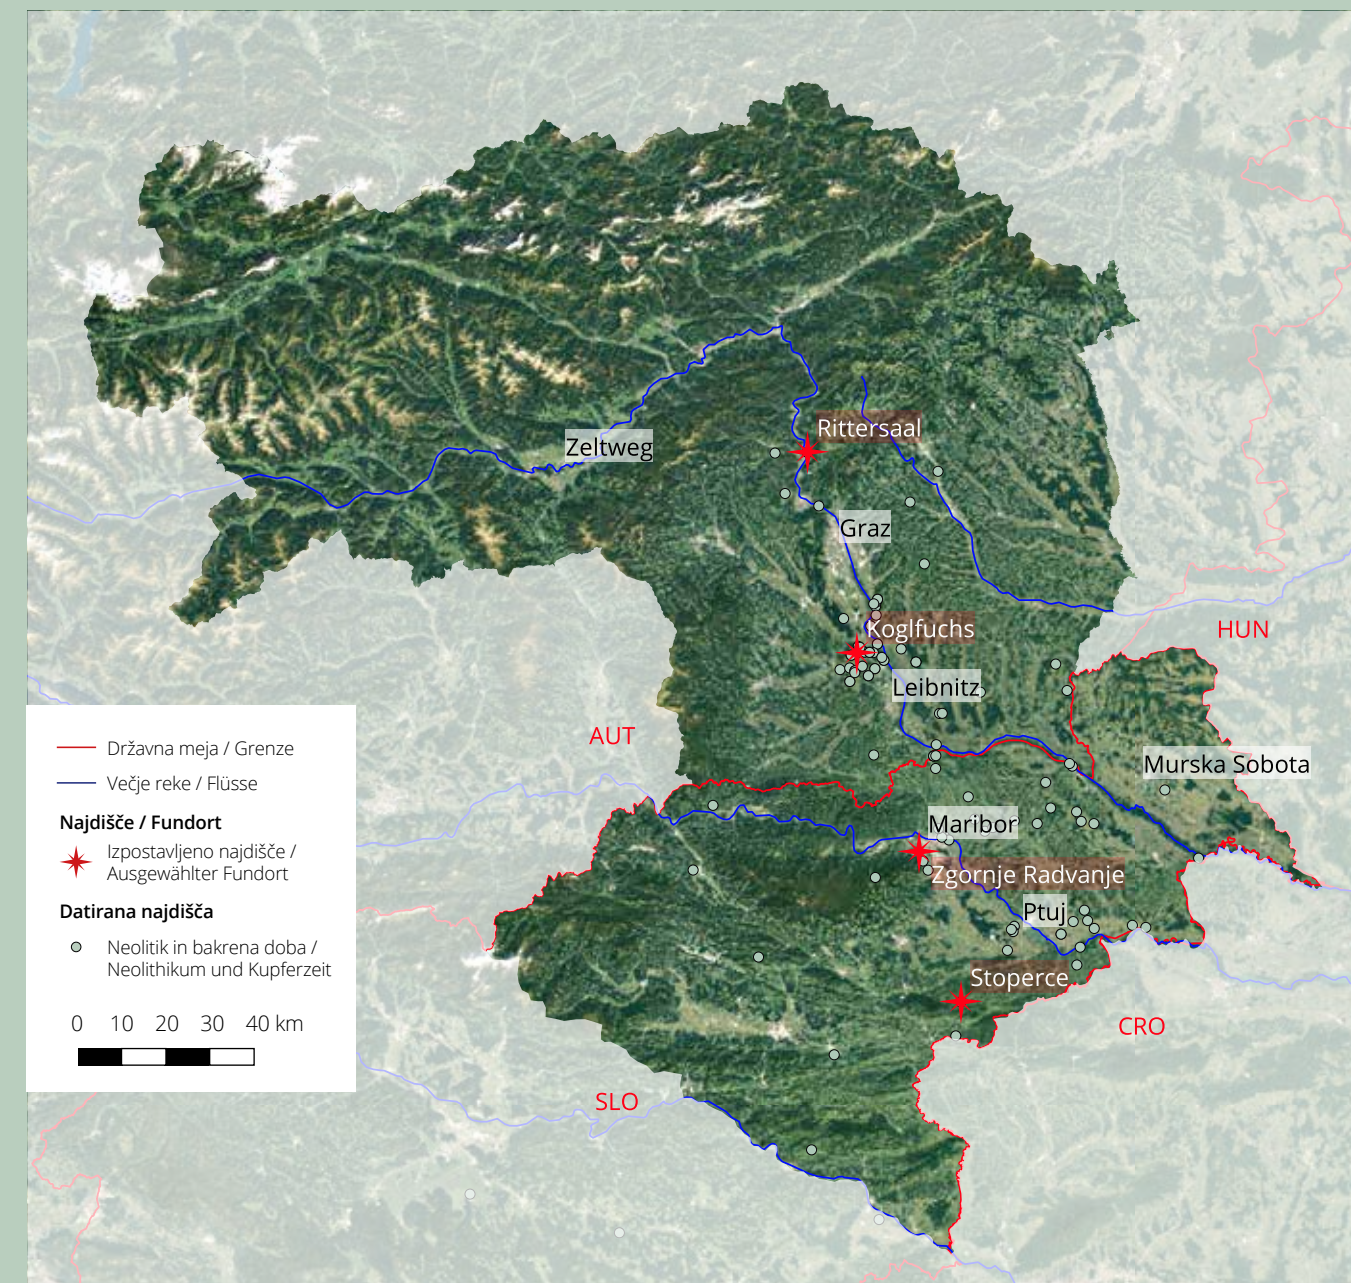 Rittersaal
Zeltweg
Graz
Koglfuchs
HUN
Leibnitz
AUT
Murska Sobota
Maribor
Zgornje Radvanje
Ptuj
Stoperce
CRO
SLO
Državna meja / Grenze
Večje reke / Flüsse
Najdišče / Fundort
Izpostavljeno najdišče /
Ausgewählter Fundort
Datirana najdišča
Neolitik in bakrena doba /
Neolithikum und Kupferzeit
0 10 20 30 40 km